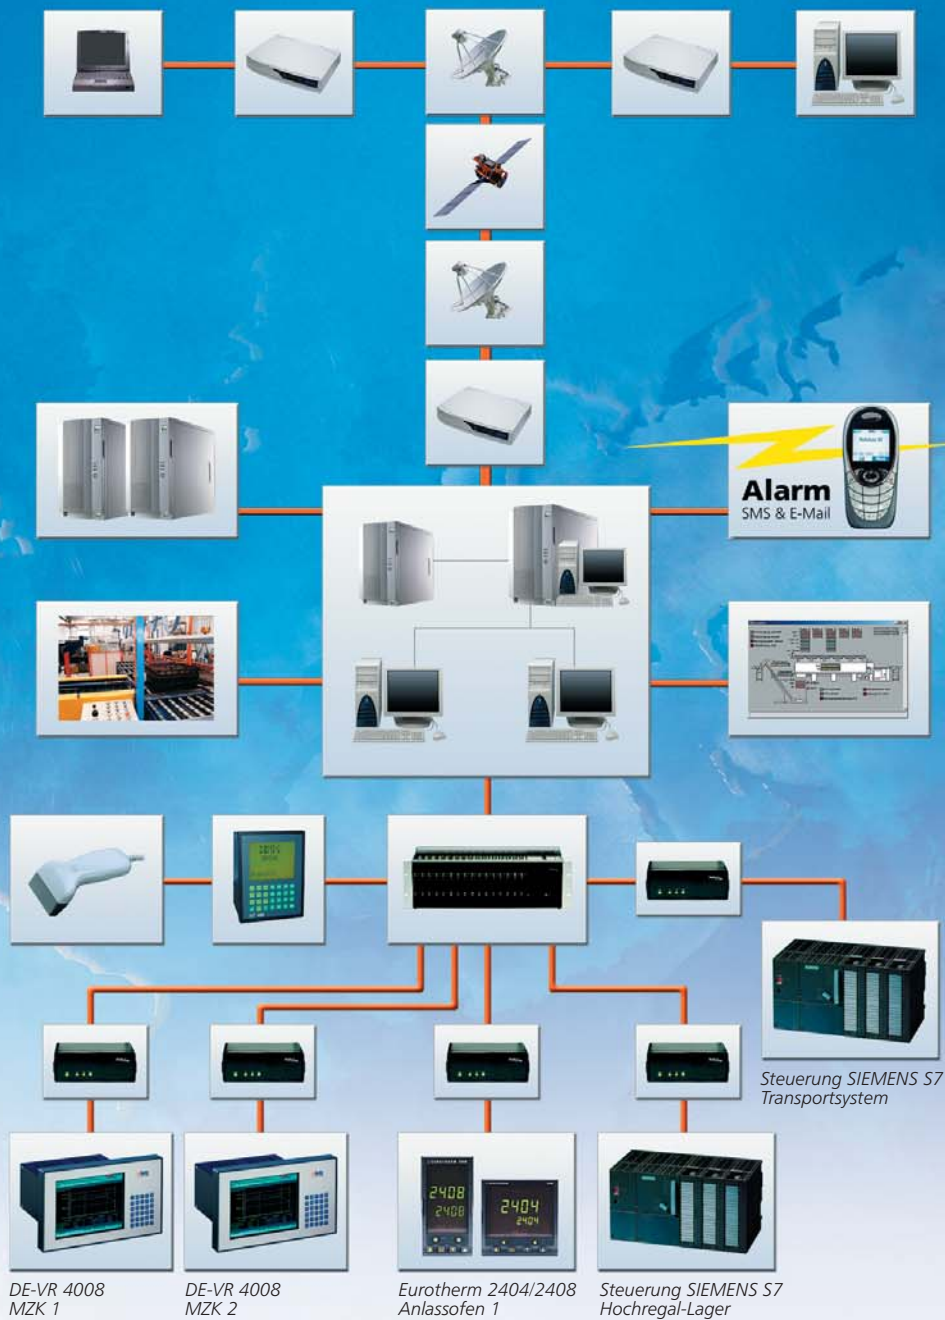 Alarm
SMS & E-Mail
Steuerung SIEMENS S7
Transportsystem
2408
2408
2404
2404
DE-VR 4008
MZK 1
DE-VR 4008
MZK 2
Eurotherm 2404/2408
Anlassofen 1
Steuerung SIEMENS S7
Hochregal-Lager